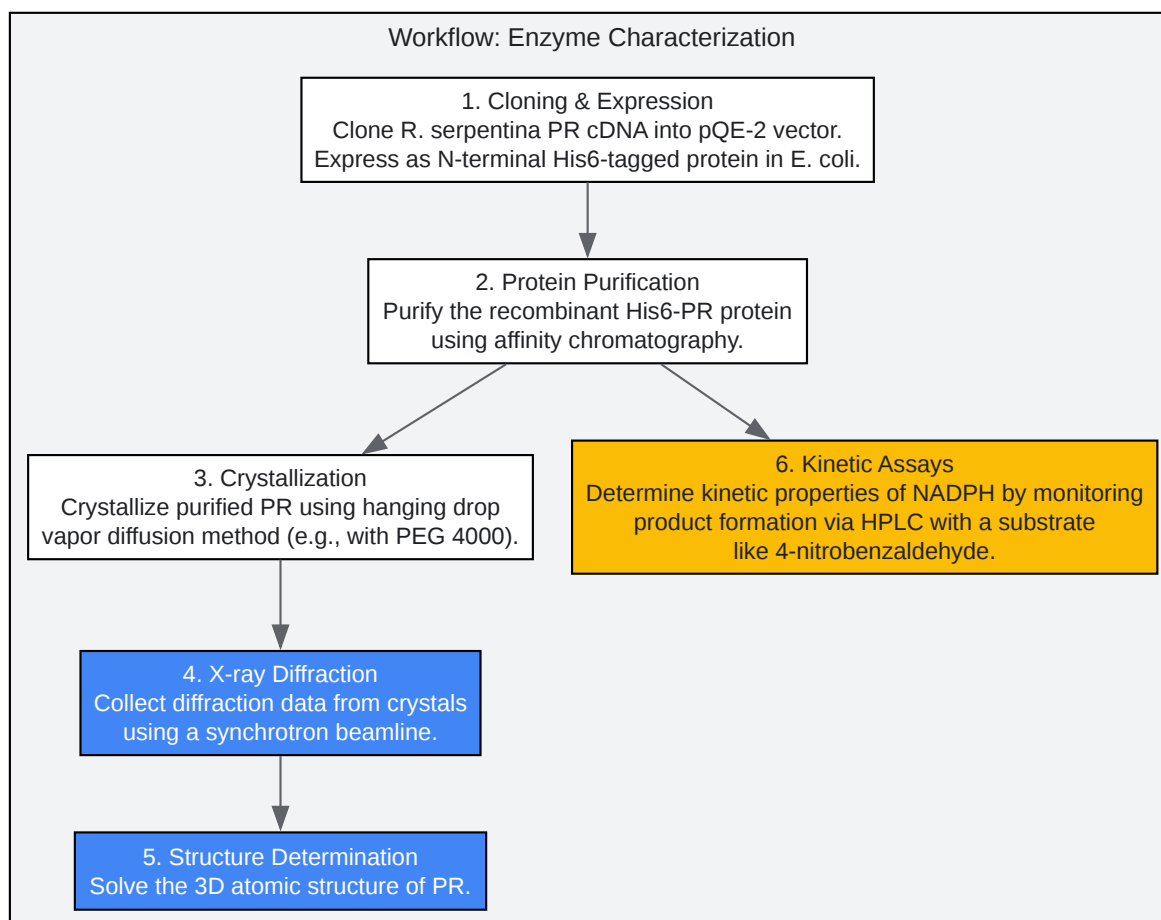 Workflow: Enzyme Characterization
1. Cloning & Expression
Clone R. serpentina PR cDNA into pQE-2 vector.
Express as N-terminal His6-tagged protein in E. coli.
2. Protein Purification
Purify the recombinant His6-PR protein
using affinity chromatography.
3. Crystallization
Crystallize purified PR using hanging drop
vapor diffusion method (e.g., with PEG 4000).
6. Kinetic Assays
Determine kinetic properties of NADPH by monitoring
product formation via HPLC with a substrate
like 4-nitrobenzaldehyde.
4. X-ray Diffraction
Collect diffraction data from crystals
using a synchrotron beamline.
5. Structure Determination
Solve the 3D atomic structure of PR.